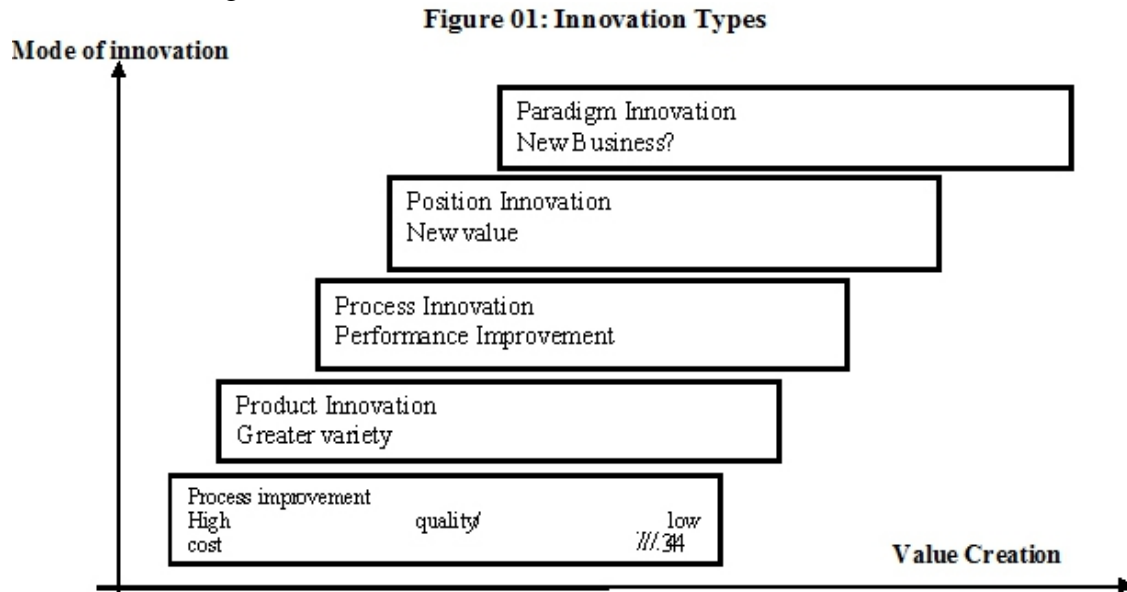 Figure 01: Innovation Types
Mode of innovation
Paradigm Innovation
New Business?
Position Innovation
New value
Process Innovation
Performance Improvement
Product Innovation
Greater variety
Process improvement
High quality/ low
cost
Value Creation